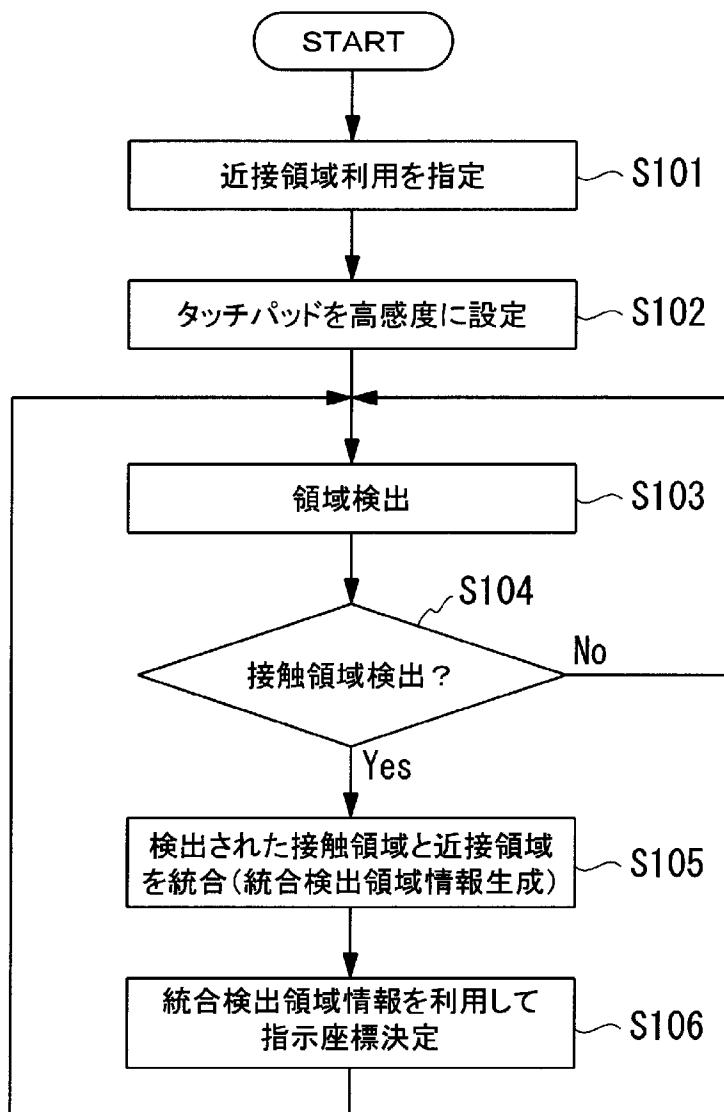 START
近接領域利用を指定
S101
タッチパッドを高感度に設定
S102
領域検出
S103
S104
接触領域検出？
No
Yes
検出された接触領域と近接領域
を統合（統合検出領域情報生成）
S105
統合検出領域情報を利用して
指示座標決定
S106